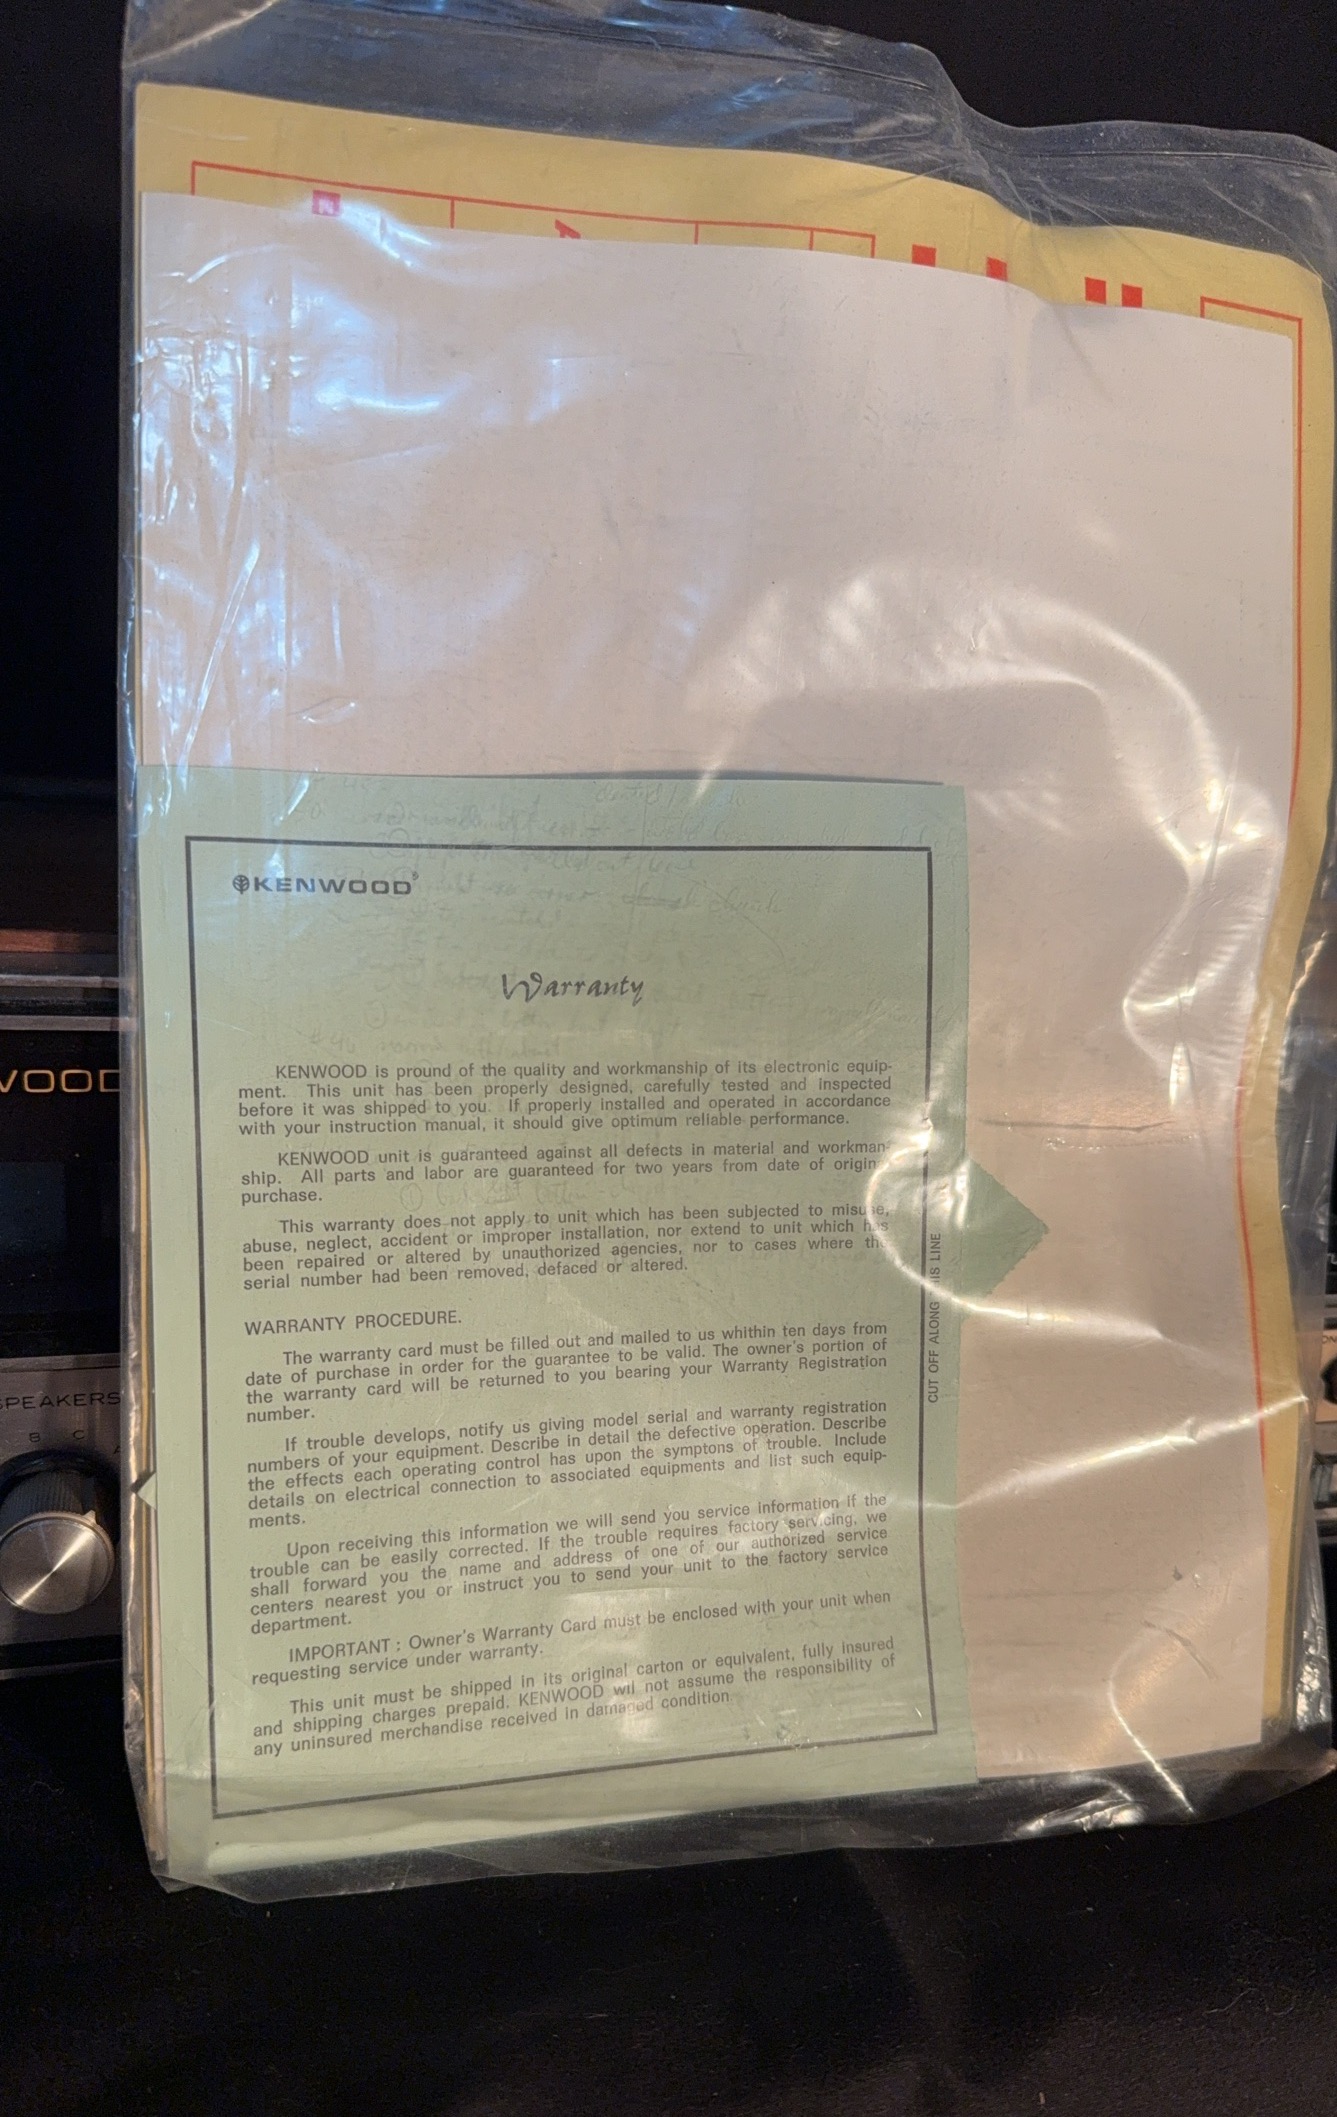 KENWOOD
Warranty
KENWOOD is pround of the quality and workmanship of its electronic equip-
ment. This unit has been properly designed, carefully tested and inspected
before it was shipped to you. If properly installed and operated in accordance
with your instruction manual, it should give optimum reliable performance.
KENWOOD unit is guaranteed against all defects in material and workman-
ship. All parts and labor are guaranteed for two years from date of origin
purchase.
This warranty does not apply to unit which has been subjected to misuse,
abuse, neglect, accident or improper installation, nor extend to unit which has
been repaired or altered by unauthorized agencies, nor to cases where the
serial number had been removed, defaced or altered.
WARRANTY PROCEDURE.
The warranty card must be filled out and mailed to us whithin ten days from
date of purchase in order for the guarantee to be valid. The owner's portion of
the warranty card will be returned to you bearing your Warranty Registration
number.
If trouble develops, notify us giving model serial and warranty registration
numbers of your equipment. Describe in detail the defective operation. Describe
the effects each operating control has upon the symptons of trouble. Include
details on electrical connection to associated equipments and list such equip-
ments.
Upon receiving this information we will send you service information if the
trouble can be easily corrected. If the trouble requires factory servicing, we
shall forward you the name and address of one of our authorized service
centers nearest you or instruct you to send your unit to the factory service
department.
IMPORTANT : Owner's Warranty Card must be enclosed with your unit when
requesting service under warranty.
This unit must be shipped in its original carton or equivalent, fully insured
and shipping charges prepaid. KENWOOD wil not assume the responsibility of
any uninsured merchandise received in damaged condition
CUT OFF ALONG THIS LINE
WOOD
SPEAKERS
B C A